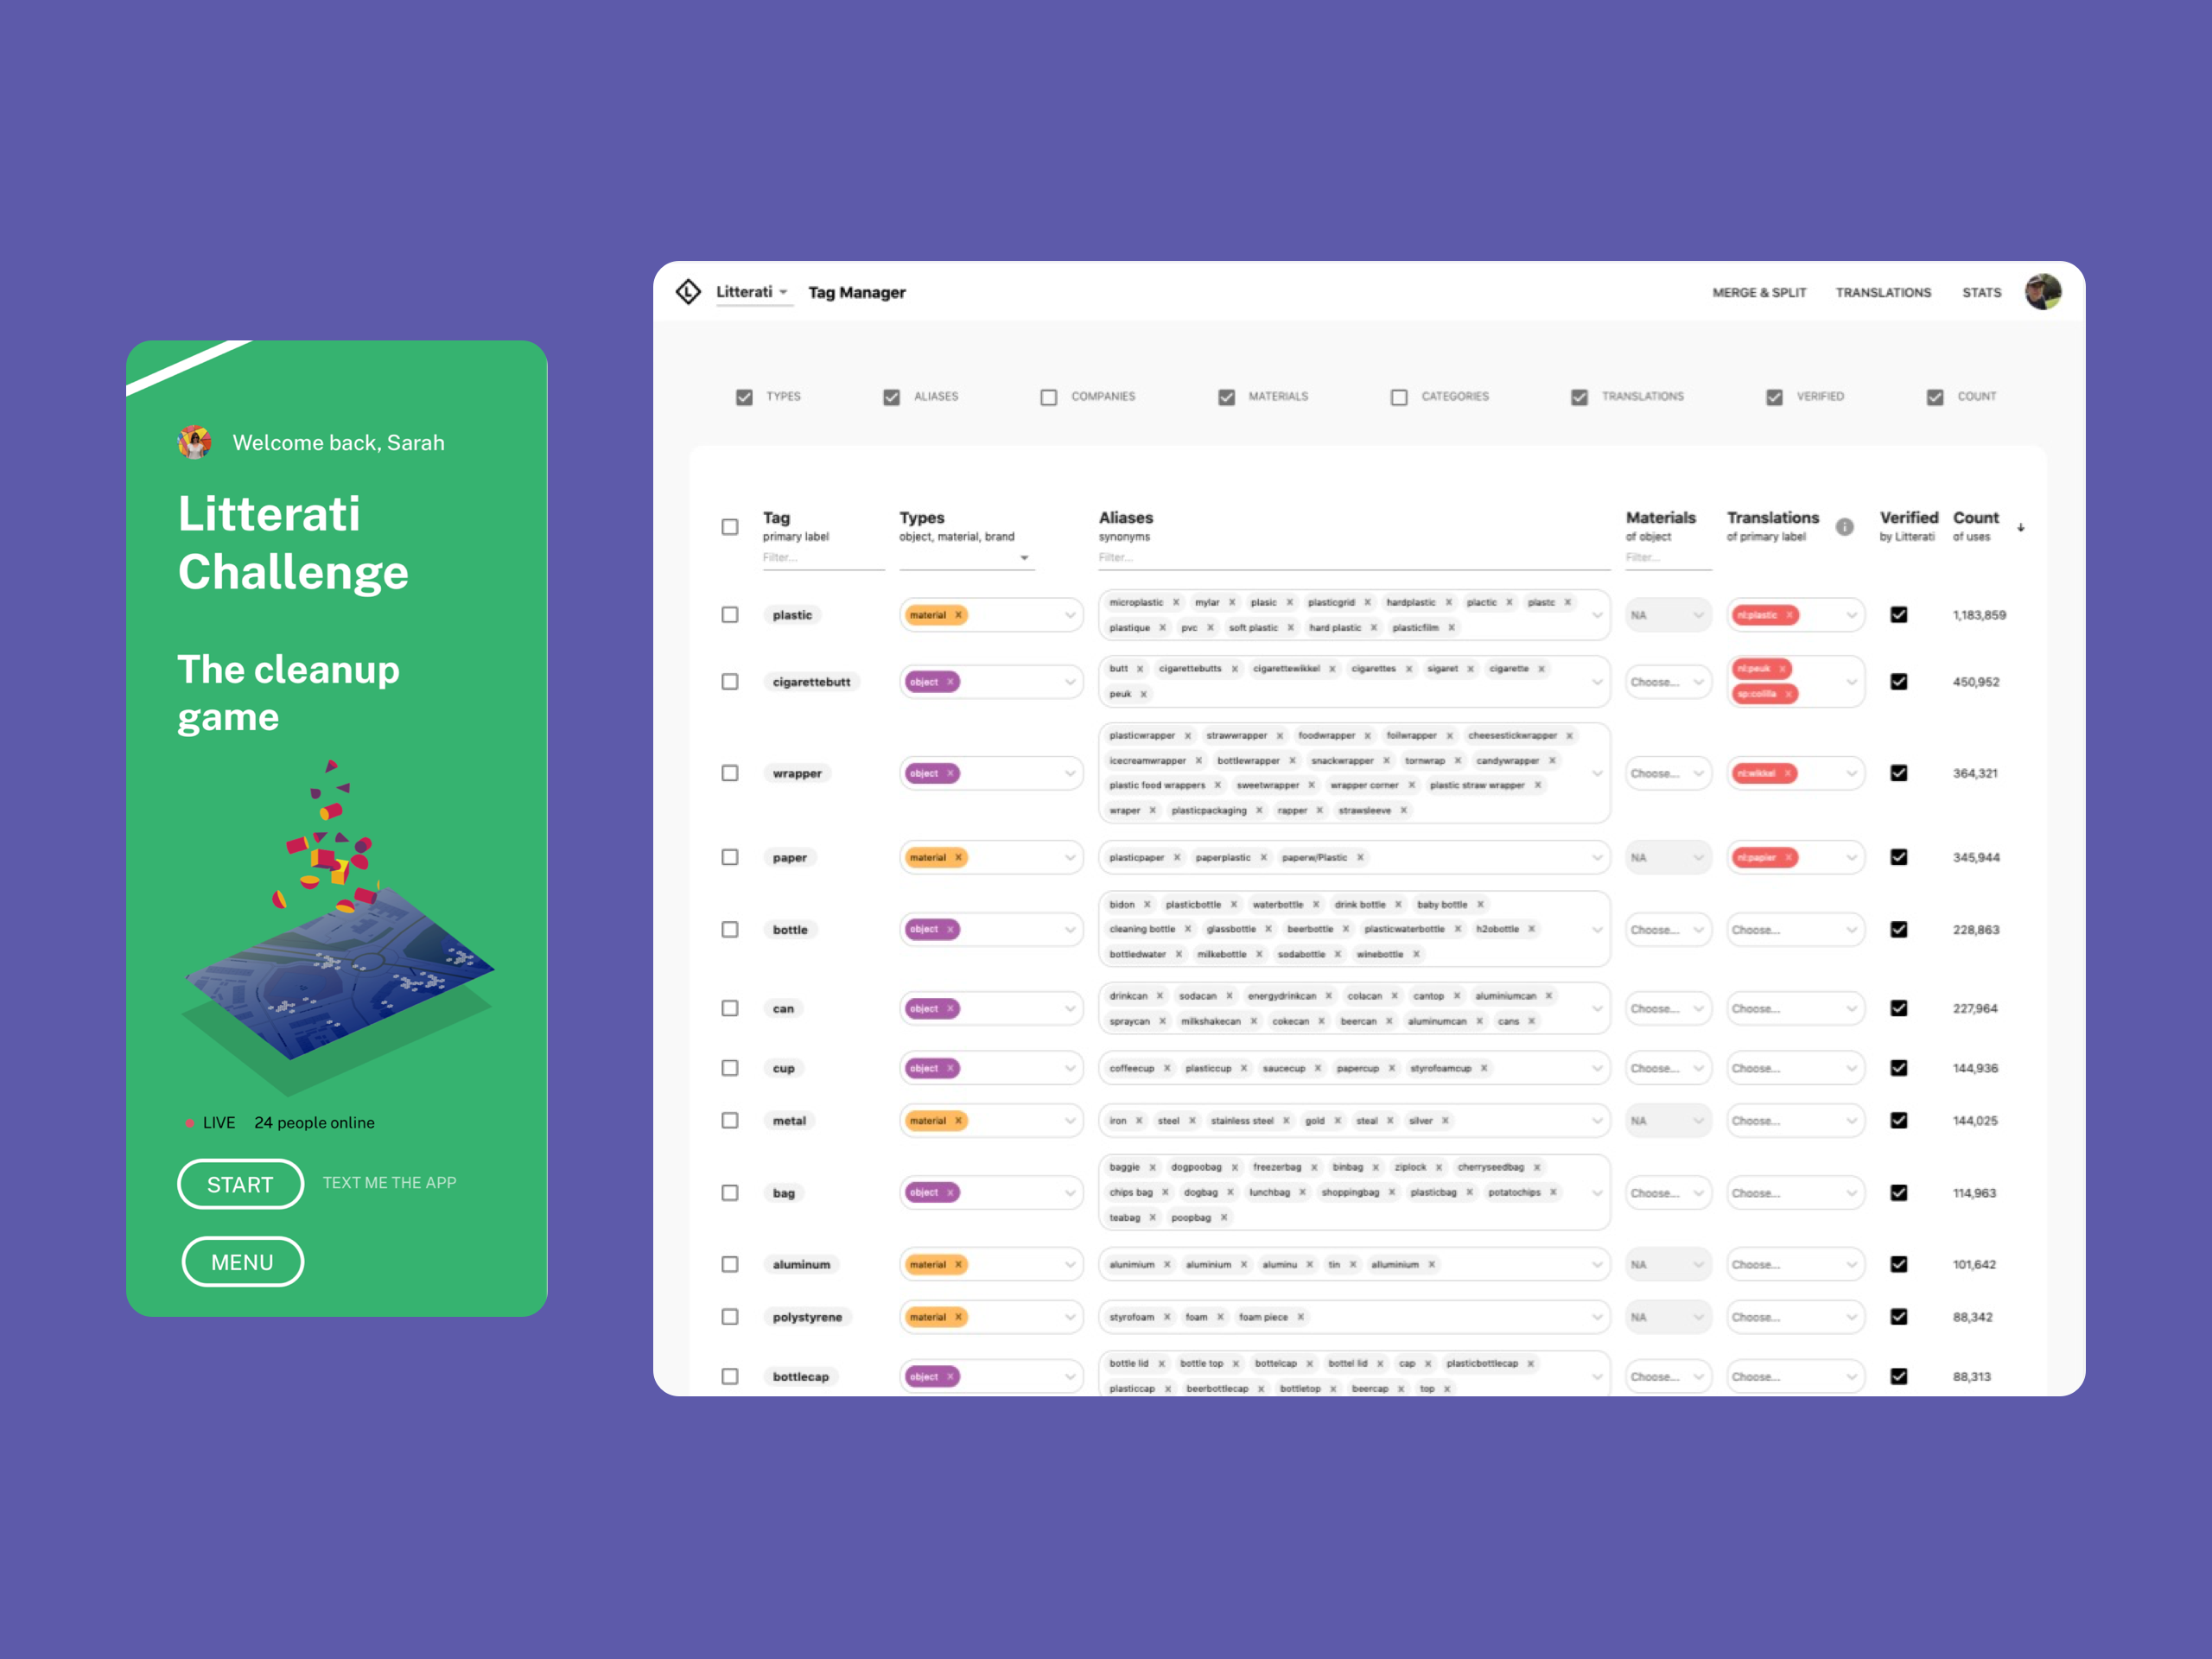 Welcome back, Sarah
Litterati
Challenge
The cleanup
game
LIVE 24 people online
START TEXT ME THE APP
MENU
L Litterati Tag Manager MERGE & SPLIT TRANSLATIONS STATS
TYPES ALIASES COMPANIES MATERIALS CATEGORIES TRANSLATIONS VERIFIED COUNT
Tag Types Aliases Materials Translations Verified Count
primary label object, material, brand synonyms of object of primary label by Litterati of uses
Filter... Filter... Filter...
microplastic x mylar x plasic x plasticgrid x hardplastic x plactic x plastc x
plastic material x NA nl:plastic x 1,183,859
plastique x pvc x soft plastic x hard plastic x plasticfilm x
butt x cigarettebutts x cigarettewikkel x cigarettes x sigaret x cigarette x nl:peuk x
cigarettebutt object x Choose... 450,952
peuk x sp:colilla x
plasticwrapper x strawwrapper x foodwrapper x foilwrapper x cheesestickwrapper x
icecreamwrapper x bottlewrapper x snackwrapper x tornwrap x candywrapper x
wrapper object x Choose... nl:wikkel x 364,321
plastic food wrappers x sweetwrapper x wrapper corner x plastic straw wrapper x
wraper x plasticpackaging x rapper x strawsleeve x
paper material x plasticpaper x paperplastic x paperw/Plastic x NA nl:papier x 345,944
bidon x plasticbottle x waterbottle x drink bottle x baby bottle x
bottle object x cleaning bottle x glassbottle x beerbottle x plasticwaterbottle x h2obottle x Choose... Choose... 228,863
bottledwater x milkebottle x sodabottle x winebottle x
drinkcan x sodacan x energydrinkcan x colacan x cantop x aluminiumcan x
can object x Choose... Choose... 227,964
spraycan x milkshakecan x cokecan x beercan x aluminumcan x cans x
cup object x coffeecup x plasticcup x saucecup x papercup x styrofoamcup x Choose... Choose... 144,936
metal material x iron x steel x stainless steel x gold x steal x silver x NA Choose... 144,025
baggie x dogpoobag x freezerbag x binbag x ziplock x cherryseedbag x
bag object x chips bag x dogbag x lunchbag x shoppingbag x plasticbag x potatochips x Choose... Choose... 114,963
teabag x poopbag x
aluminum material x alunimium x aluminium x aluminu x tin x alluminium x NA Choose... 101,642
polystyrene material x styrofoam x foam x foam piece x NA Choose... 88,342
bottle lid x bottle top x bottelcap x bottel lid x cap x plasticbottlecap x
bottlecap object x Choose... Choose... 88,313
plasticcap x beerbottlecap x bottletop x beercap x top x